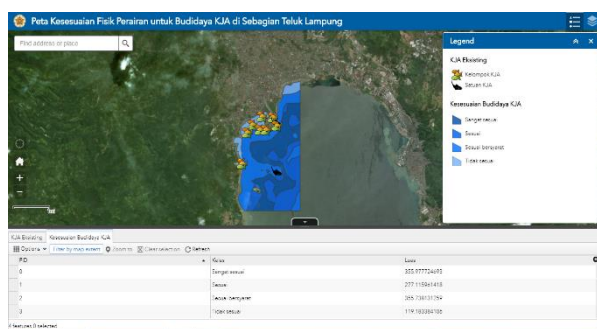 Peta Kesesuaian Fisik Perairan untuk Budidaya KJA di Sebagian Teluk Lampung
Find address or place
Legend
KJA Eksisting
Kelompok KJA
Satuan KJA
Kesesuaian Budidaya KJA
Sangat sesuai
Sesuai
Sesuai bersyarat
Tidak sesuai
KJA Eksisting
Kesesuaian Budidaya KJA
Options Filter by map extent Zoom to Clear selection Refresh
FID Kelas Luas
0 Sangat sesuai
1 Sesuai
2 Sesuai bersyarat
3 Tidak sesuai
4 features 0 selected